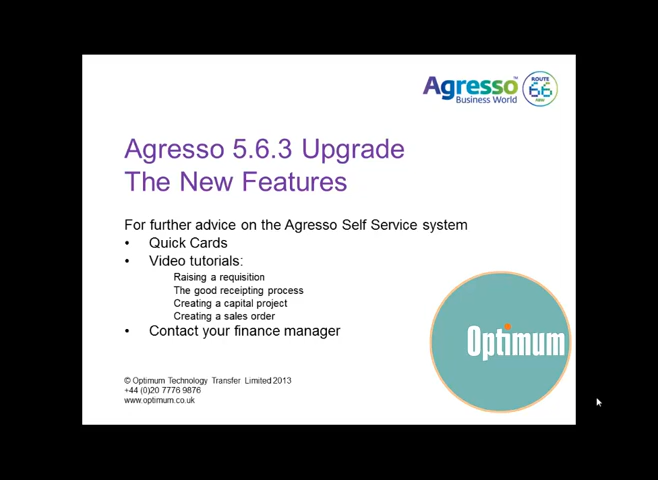 Agresso™
Business World
ROUTE
66
Agresso 5.6.3 Upgrade
The New Features
For further advice on the Agresso Self Service system
• Quick Cards
• Video tutorials:
Raising a requisition
The good receipting process
Creating a capital project
Creating a sales order
• Contact your finance manager
Optimum
© Optimum Technology Transfer Limited 2013
+44 (0)20 7776 9876
www.optimum.co.uk